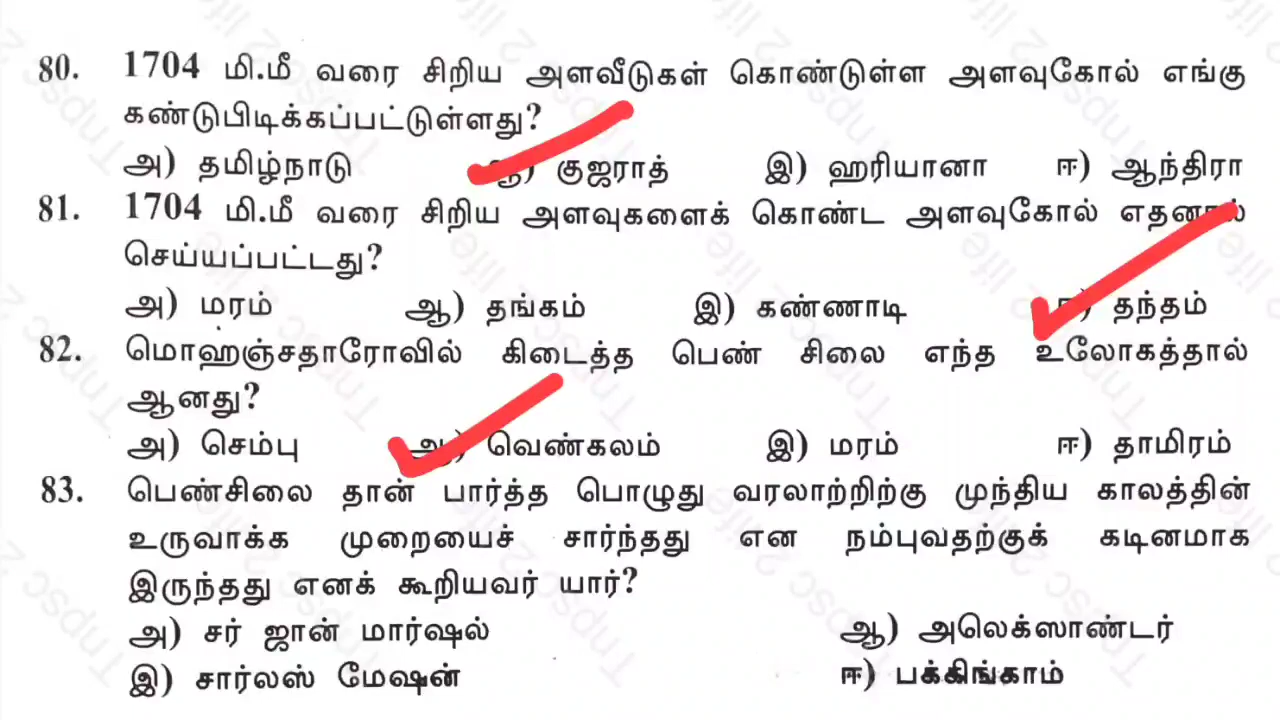 80. 1704 மி.மீ வரை சிறிய அளவீடுகள் கொண்டுள்ள அளவுகோல் எங்கு
கண்டுபிடிக்கப்பட்டுள்ளது?
அ) தமிழ்நாடு ஆ) குஜராத் இ) ஹரியானா ஈ) ஆந்திரா
81. 1704 மி.மீ வரை சிறிய அளவுகளைக் கொண்ட அளவுகோல் எதனால்
செய்யப்பட்டது?
அ) மரம் ஆ) தங்கம் இ) கண்ணாடி ஈ) தந்தம்
82. மொஹஞ்சதாரோவில் கிடைத்த பெண் சிலை எந்த உலோகத்தால்
ஆனது?
அ) செம்பு ஆ) வெண்கலம் இ) மரம் ஈ) தாமிரம்
83. பெண்சிலை தான் பார்த்த பொழுது வரலாற்றிற்கு முந்திய காலத்தின்
உருவாக்க முறையைச் சார்ந்தது என நம்புவதற்குக் கடினமாக
இருந்தது எனக் கூறியவர் யார்?
அ) சர் ஜான் மார்ஷல் ஆ) அலெக்ஸாண்டர்
இ) சார்லஸ் மேஷன் ஈ) பக்கிங்காம்